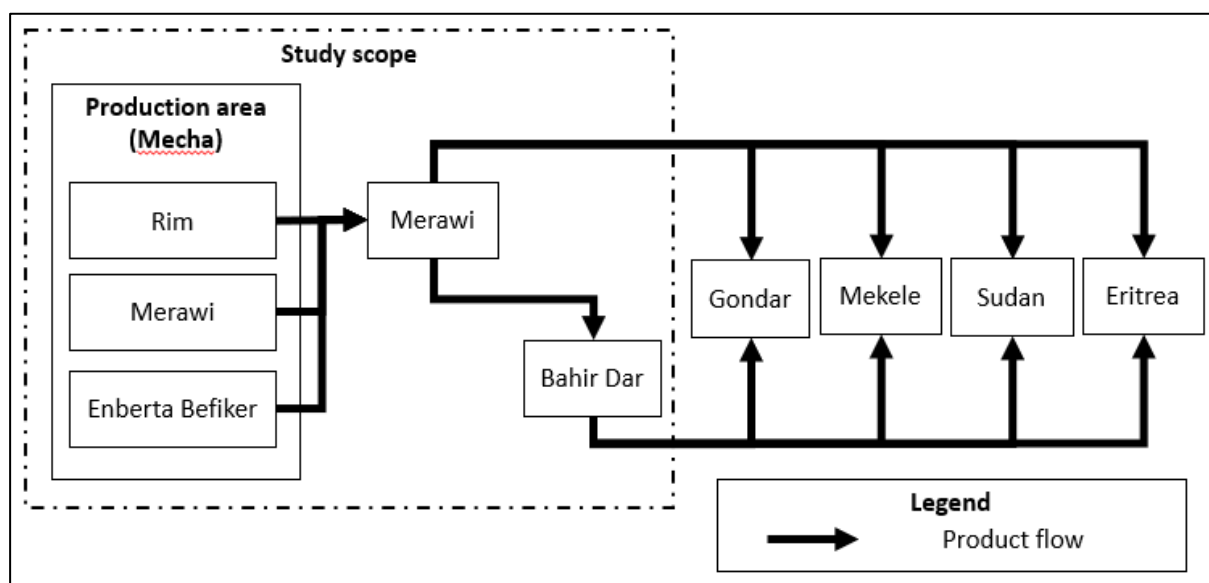 Study scope
Production area
(Mecha)
Rim
Merawi
Enberta Befiker
Merawi
Bahir Dar
Gondar
Mekele
Sudan
Eritrea
Legend
Product flow